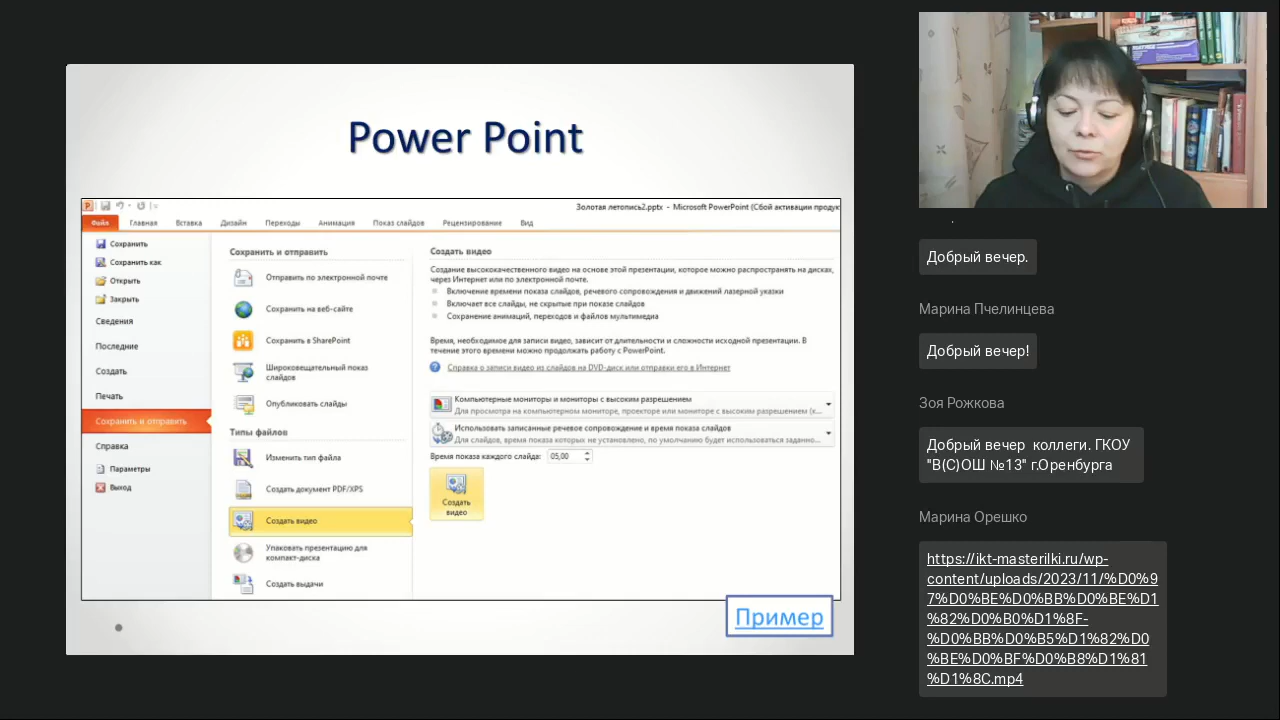 Power Point
Золотая летопись2.pptx - Microsoft PowerPoint (Сбой активации продук
Файл Главная Вставка Дизайн Переходы Анимация Показ слайдов Рецензирование Вид
Сохранить
Сохранить как
Открыть
Закрыть
Сведения
Последние
Создать
Печать
Сохранить и отправить
Справка
Параметры
Выход
Сохранить и отправить
Отправить по электронной почте
Сохранить на веб-сайте
Сохранить в SharePoint
Широковещательный показ
слайдов
Опубликовать слайды
Типы файлов
Изменить тип файла
Создать документ PDF/XPS
Создать видео
Упаковать презентацию для
компакт-диска
Создать выдачи
Создать видео
Создание высококачественного видео на основе этой презентации, которое можно распространять на дисках,
через Интернет или по электронной почте.
Включение времени показа слайдов, речевого сопровождения и движений лазерной указки
Включает все слайды, не скрытые при показе слайдов
Сохранение анимаций, переходов и файлов мультимедиа
Время, необходимое для записи видео, зависит от длительности и сложности исходной презентации. В
течение этого времени можно продолжать работу с PowerPoint.
Справка о записи видео из слайдов на DVD-диск или отправки его в Интернет
Компьютерные мониторы и мониторы с высоким разрешением
Для просмотра на компьютерном мониторе, проекторе или мониторе с высоким разрешением (к...
Использовать записанные речевое сопровождение и время показа слайдов
Для слайдов, время показа которых не установлено, по умолчанию будет использоваться заданно...
Время показа каждого слайда: 05,00
Создать
видео
Пример
Добрый вечер.
Марина Пчелинцева
Добрый вечер!
Зоя Рожкова
Добрый вечер коллеги. ГКОУ
"В(С)ОШ №13" г.Оренбурга
Марина Орешко
https://ikt-masterilki.ru/wp-
content/uploads/2023/11/%D0%9
7%D0%BE%D0%BB%D0%BE%D1
%82%D0%B0%D1%8F-
%D0%BB%D0%B5%D1%82%D0
%BE%D0%BF%D0%B8%D1%81
%D1%8C.mp4